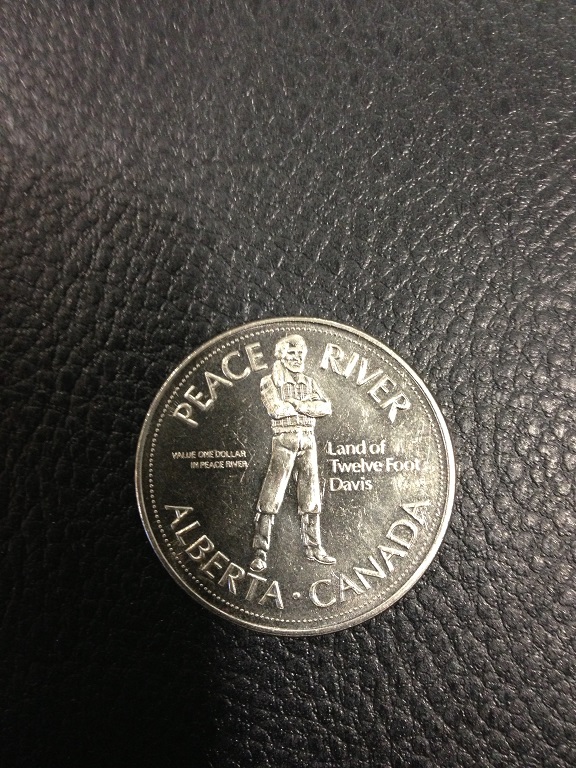 PEACE RIVER
VALUE ONE DOLLAR
IN PEACE RIVER
Land of
Twelve Foot
Davis
ALBERTA · CANADA